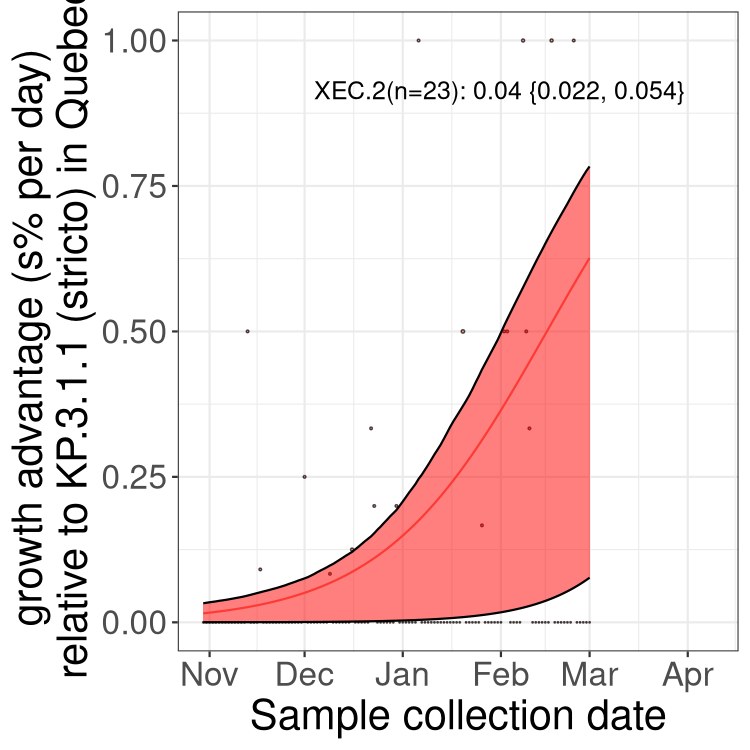 growth advantage (s% per day)
relative to KP.3.1.1 (stricto) in Quebec
1.00
0.75
0.50
0.25
0.00
XEC.2(n=23): 0.04 {0.022, 0.054}
Nov Dec Jan Feb Mar Apr
Sample collection date